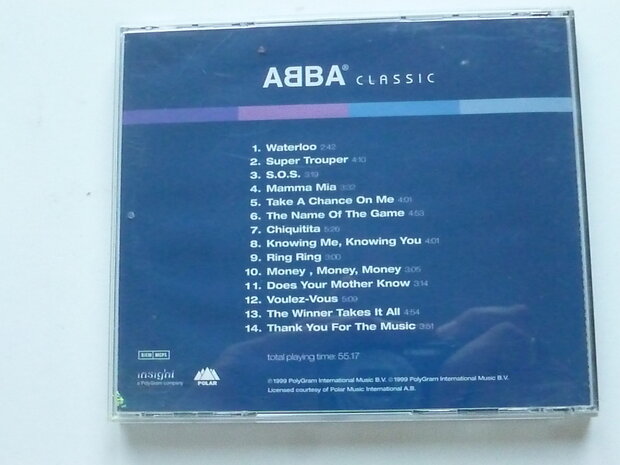 ABBA® CLASSIC
1. Waterloo 2:42
2. Super Trouper 4:10
3. S.O.S. 3:19
4. Mamma Mia 3:32
5. Take A Chance On Me 4:01
6. The Name Of The Game 4:53
7. Chiquitita 5:26
8. Knowing Me, Knowing You 4:01
9. Ring Ring 3:00
10. Money , Money, Money 3:05
11. Does Your Mother Know 3:14
12. Voulez-Vous 5:09
13. The Winner Takes It All 4:54
14. Thank You For The Music 3:51
BIEM MCPS
total playing time: 55.17
insight
a PolyGram company
POLAR
℗ 1999 PolyGram International Music B.V. © 1999 PolyGram International Music B.V.
Licensed courtesy of Polar Music International A.B.